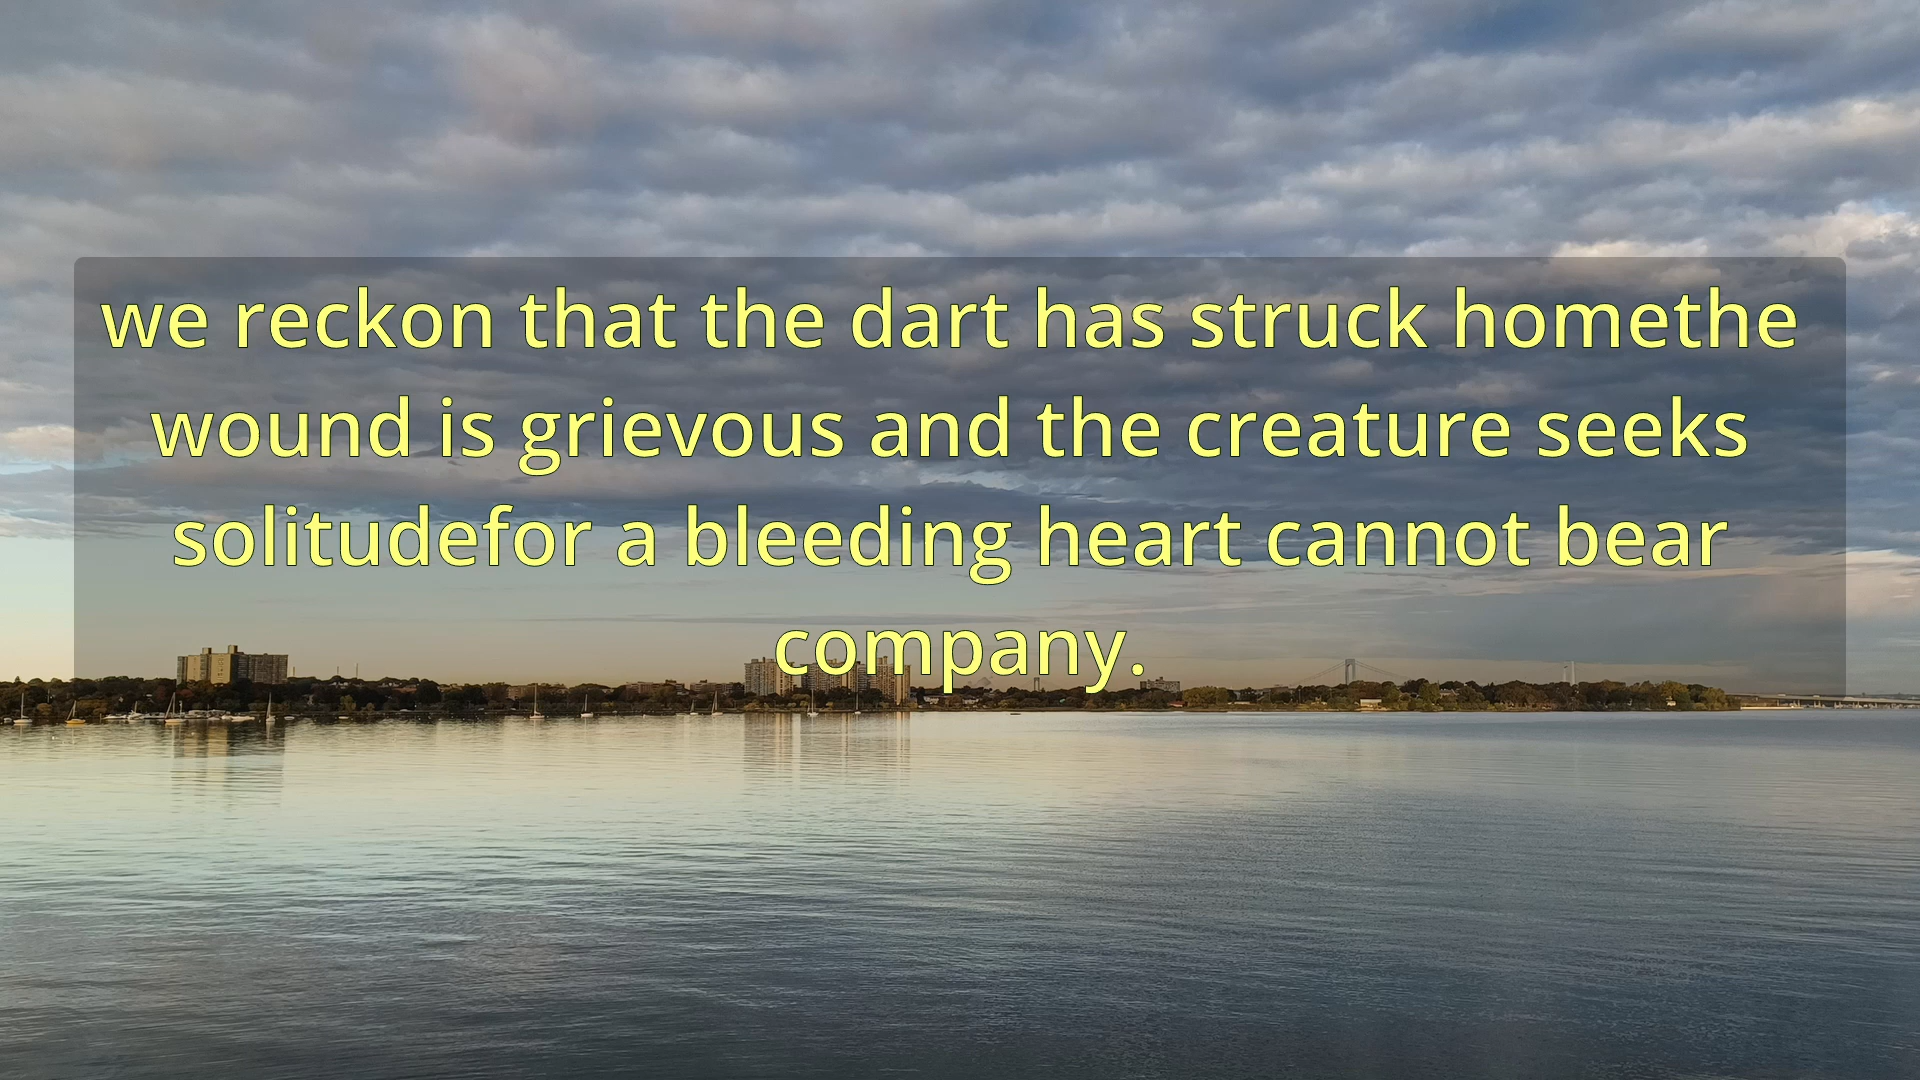 we reckon that the dart has struck homethe
wound is grievous and the creature seeks
solitudefor a bleeding heart cannot bear
company.